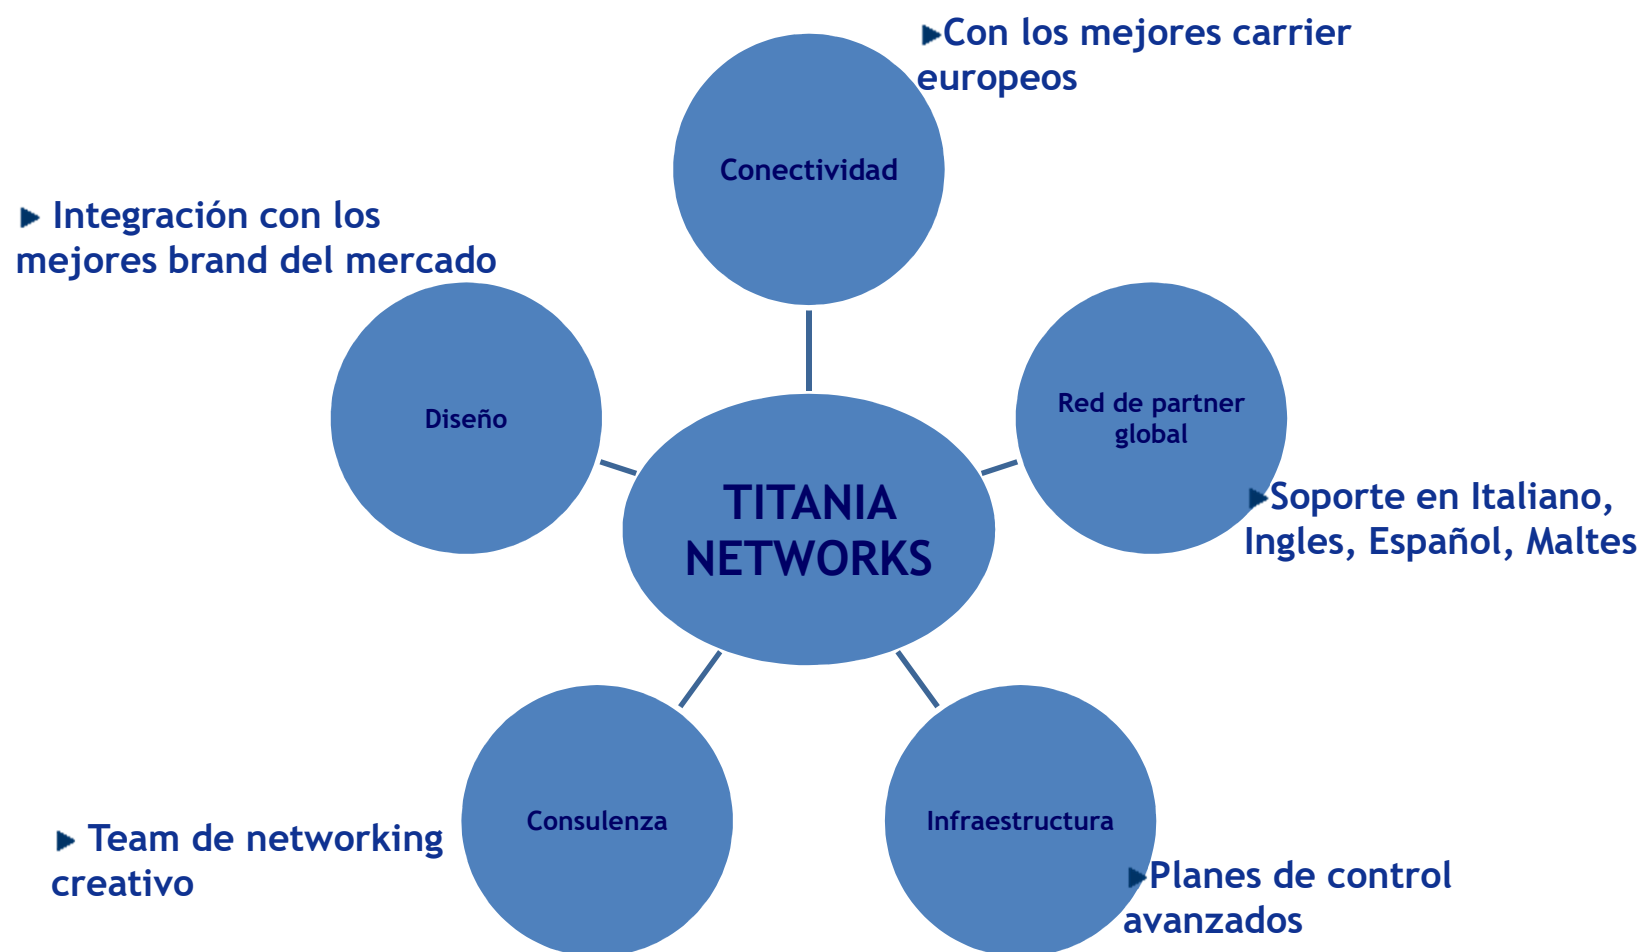 ►Con los mejores carrier
europeos
Conectividad
► Integración con los
mejores brand del mercado
Diseño
Red de partner
global
►Soporte en Italiano,
Ingles, Español, Maltes
TITANIA
NETWORKS
Consulenza
► Team de networking
creativo
Infraestructura
►Planes de control
avanzados